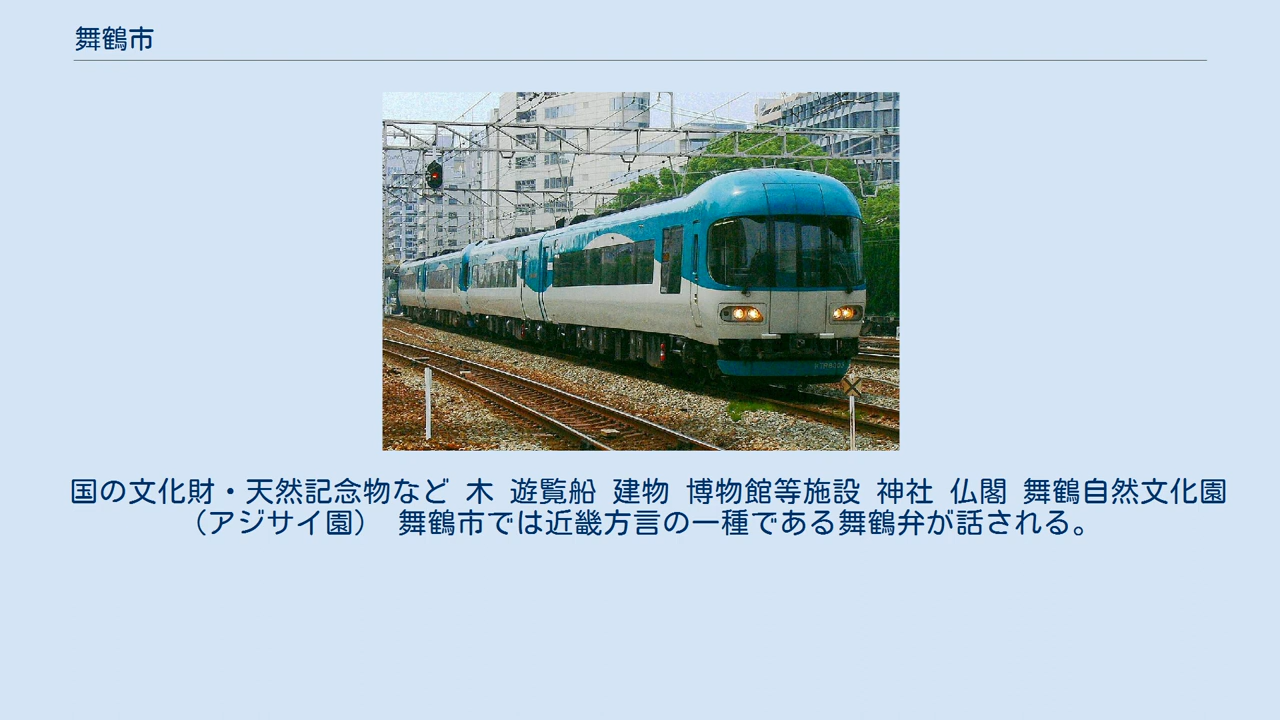 舞鶴市
国の文化財・天然記念物など 木 遊覧船 建物 博物館等施設 神社 仏閣 舞鶴自然文化園
（アジサイ園） 舞鶴市では近畿方言の一種である舞鶴弁が話される。